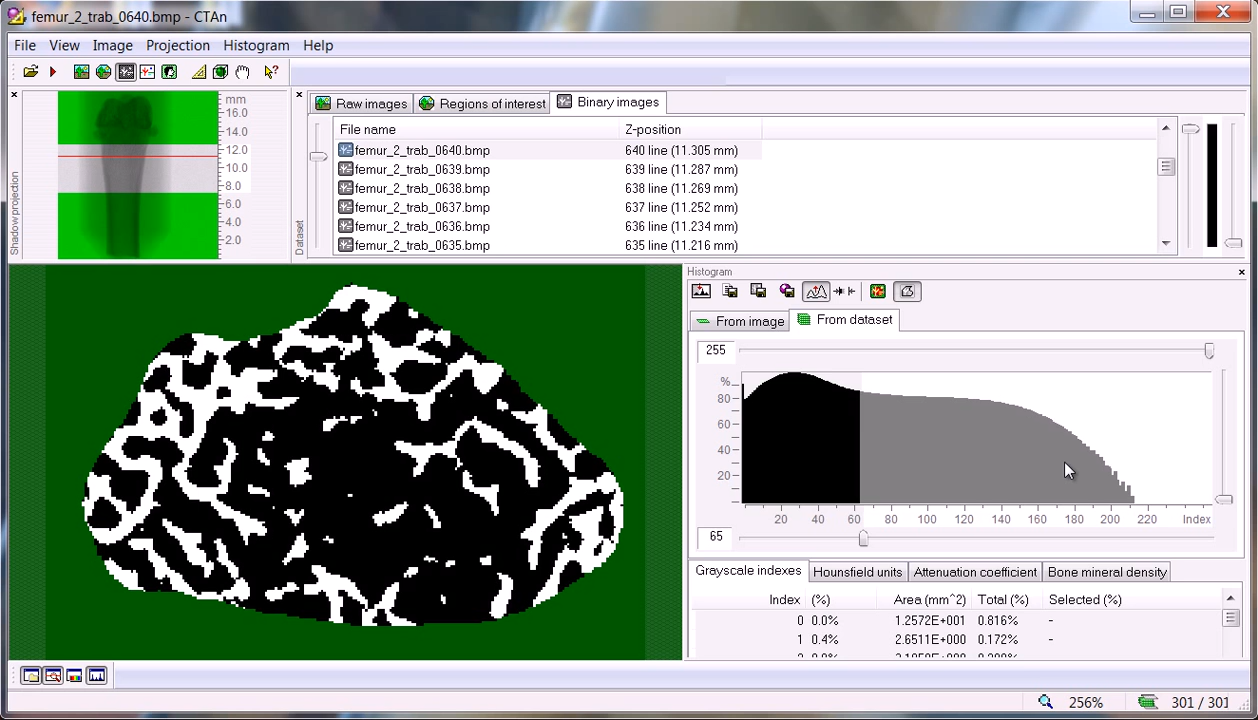 femur_2_trab_0640.bmp - CTAn
File View Image Projection Histogram Help
mm
16.0
14.0
12.0
10.0
8.0
6.0
4.0
2.0
Shadow projection
Dataset
Raw images Regions of interest Binary images
File name Z-position
femur_2_trab_0640.bmp 640 line (11.305 mm)
femur_2_trab_0639.bmp 639 line (11.287 mm)
femur_2_trab_0638.bmp 638 line (11.269 mm)
femur_2_trab_0637.bmp 637 line (11.252 mm)
femur_2_trab_0636.bmp 636 line (11.234 mm)
femur_2_trab_0635.bmp 635 line (11.216 mm)
Histogram
From image From dataset
255
%
80
60
40
20
20 40 60 80 100 120 140 160 180 200 220 Index
65
Grayscale indexes Hounsfield units Attenuation coefficient Bone mineral density
Index (%) Area (mm^2) Total (%) Selected (%)
0 0.0% 1.2572E+001 0.816% -
1 0.4% 2.6511E+000 0.172% -
256% 301 / 301